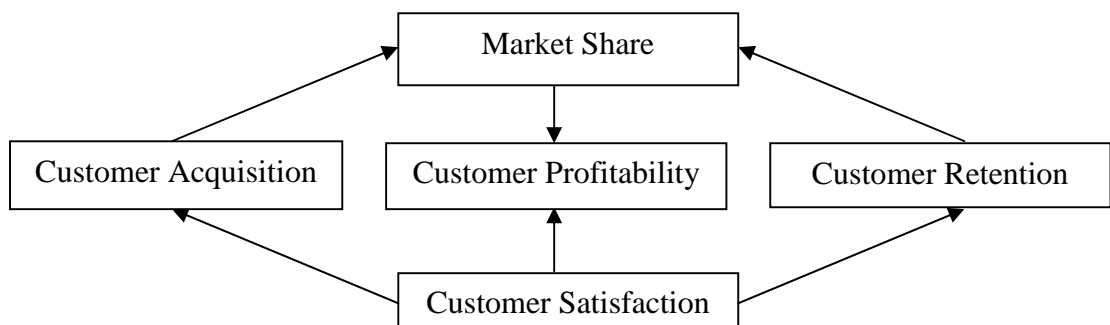 Market Share
Customer Acquisition
Customer Profitability
Customer Retention
Customer Satisfaction